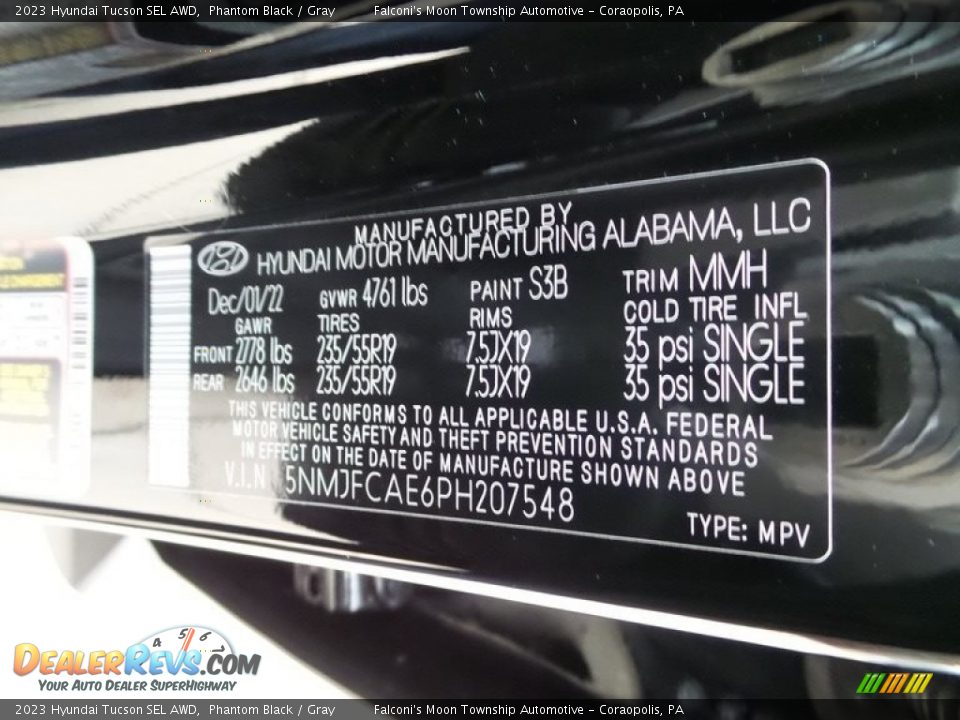 2023 Hyundai Tucson SEL AWD, Phantom Black / Gray Falconi's Moon Township Automotive - Coraopolis, PA
MANUFACTURED BY
HYUNDAI MOTOR MANUFACTURING ALABAMA, LLC
Dec/01/22 GVWR 4761 lbs PAINT S3B TRIM MMH
GAWR TIRES RIMS COLD TIRE INFL
FRONT 2778 lbs 235/55R19 7.5JX19 35 psi SINGLE
REAR 2646 lbs 235/55R19 7.5JX19 35 psi SINGLE
THIS VEHICLE CONFORMS TO ALL APPLICABLE U.S.A. FEDERAL
MOTOR VEHICLE SAFETY AND THEFT PREVENTION STANDARDS
IN EFFECT ON THE DATE OF MANUFACTURE SHOWN ABOVE
V.I.N 5NMJFCAE6PH207548
TYPE: MPV
4 5 6
DEALERREVS.COM
YOUR AUTO DEALER SUPERHIGHWAY
2023 Hyundai Tucson SEL AWD, Phantom Black / Gray Falconi's Moon Township Automotive - Coraopolis, PA